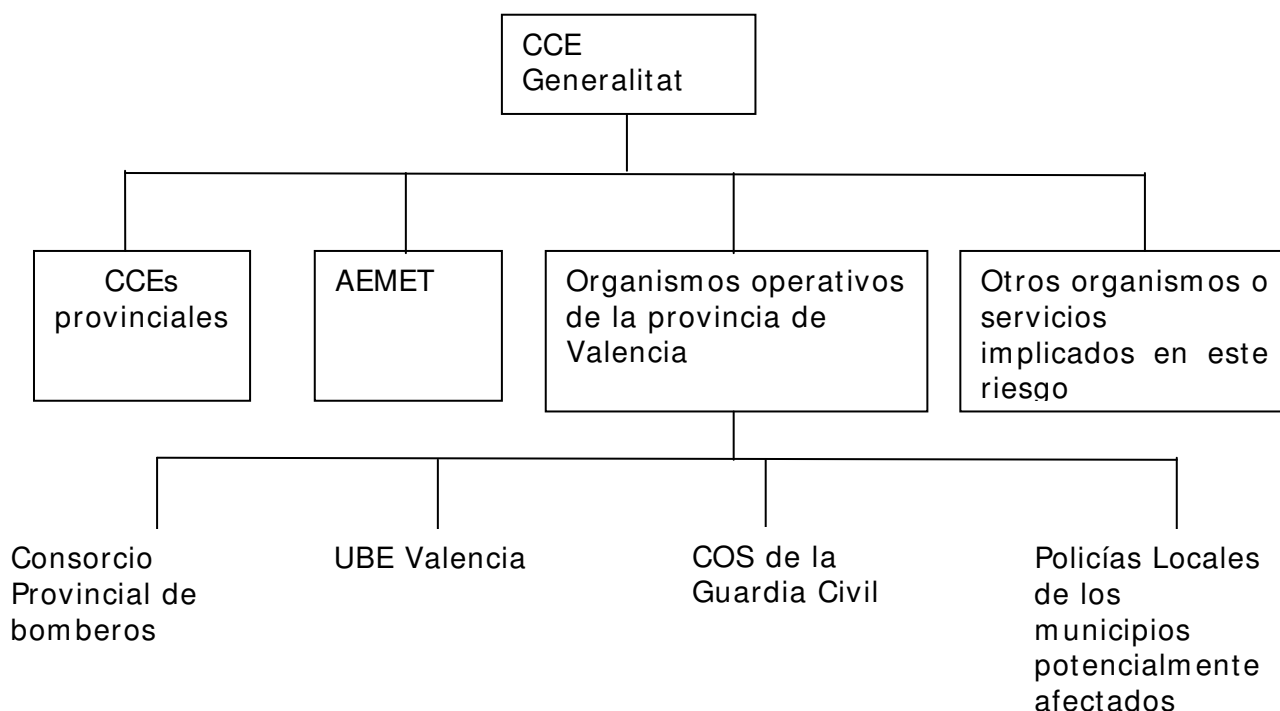 CCE
Generalitat
CCEs
provinciales
AEMET
Organismos operativos
de la provincia de
Valencia
Otros organismos o
servicios
implicados en este
riesgo
Consorcio
Provincial de
bomberos
UBE Valencia
COS de la
Guardia Civil
Policías Locales
de los
municipios
potencialmente
afectados